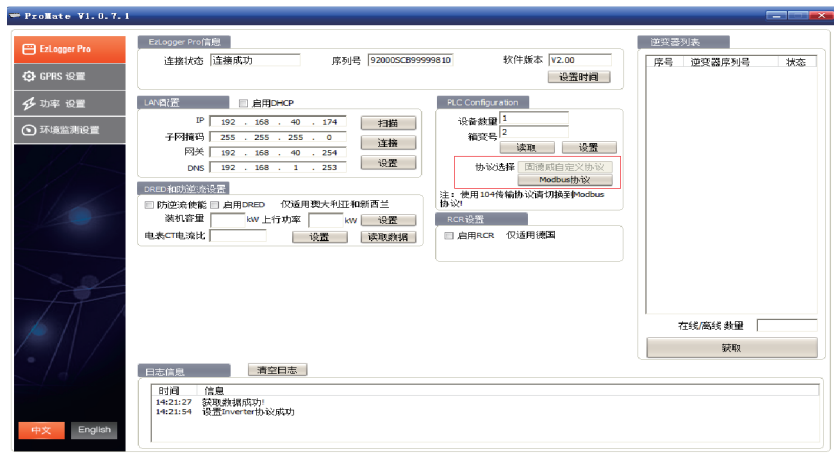 ProMate V1.0.7.1
EzLogger Pro
GPRS 设置
功率 设置
环境监测设置
中文 English
EzLogger Pro信息
连接状态 连接成功 序列号 92000SCB99999810 软件版本 V2.00
设置时间
LAN配置 启用DHCP
IP 192 . 168 . 40 . 174 扫描
子网掩码 255 . 255 . 255 . 0 连接
网关 192 . 168 . 40 . 254
DNS 192 . 168 . 1 . 253 设置
PLC Configuration
设备数量 1
箱变号 2
读取 设置
协议选择 固德威自定义协议
Modbus协议
注: 使用104传输协议请切换到Modbus
协议!
DRED和防逆流设置
防逆流使能 启用DRED 仅适用澳大利亚和新西兰
装机容量 kW 上行功率 kW 设置
电表CT电流比 设置 读取数据
RCR设置
启用RCR 仅适用德国
逆变器列表
序号 逆变器序列号 状态
在线/离线 数量
获取
日志信息 清空日志
时间 信息
14:21:27 获取数据成功!
14:21:54 设置Inverter协议成功